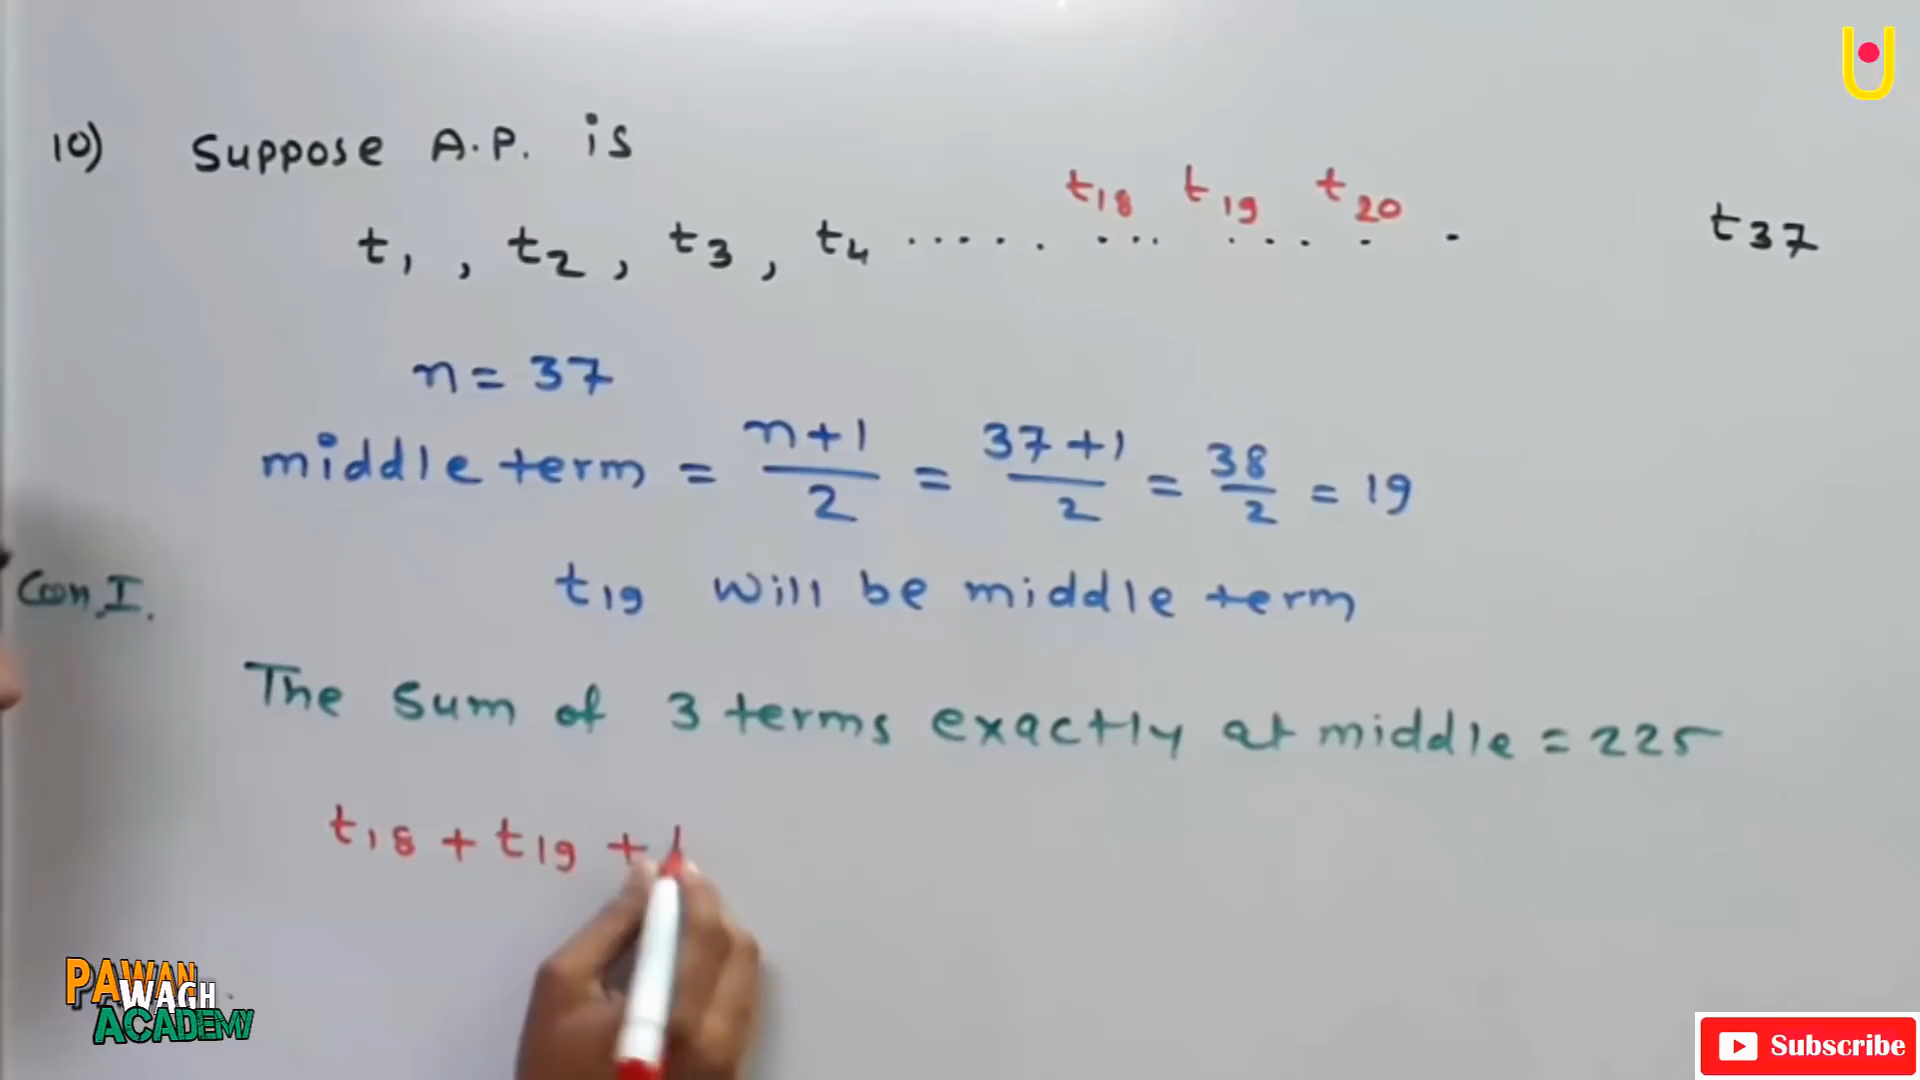 10) Suppose A.P. is
t18 t19 t20
t1, t2, t3, t4 ..... ... .... . . t37
n = 37
middle term = n+1/2 = 37+1/2 = 38/2 = 19
Con I.
t19 will be middle term
The sum of 3 terms exactly at middle = 225
t18 + t19 +
PAWAN
WAGH
ACADEMY
Subscribe